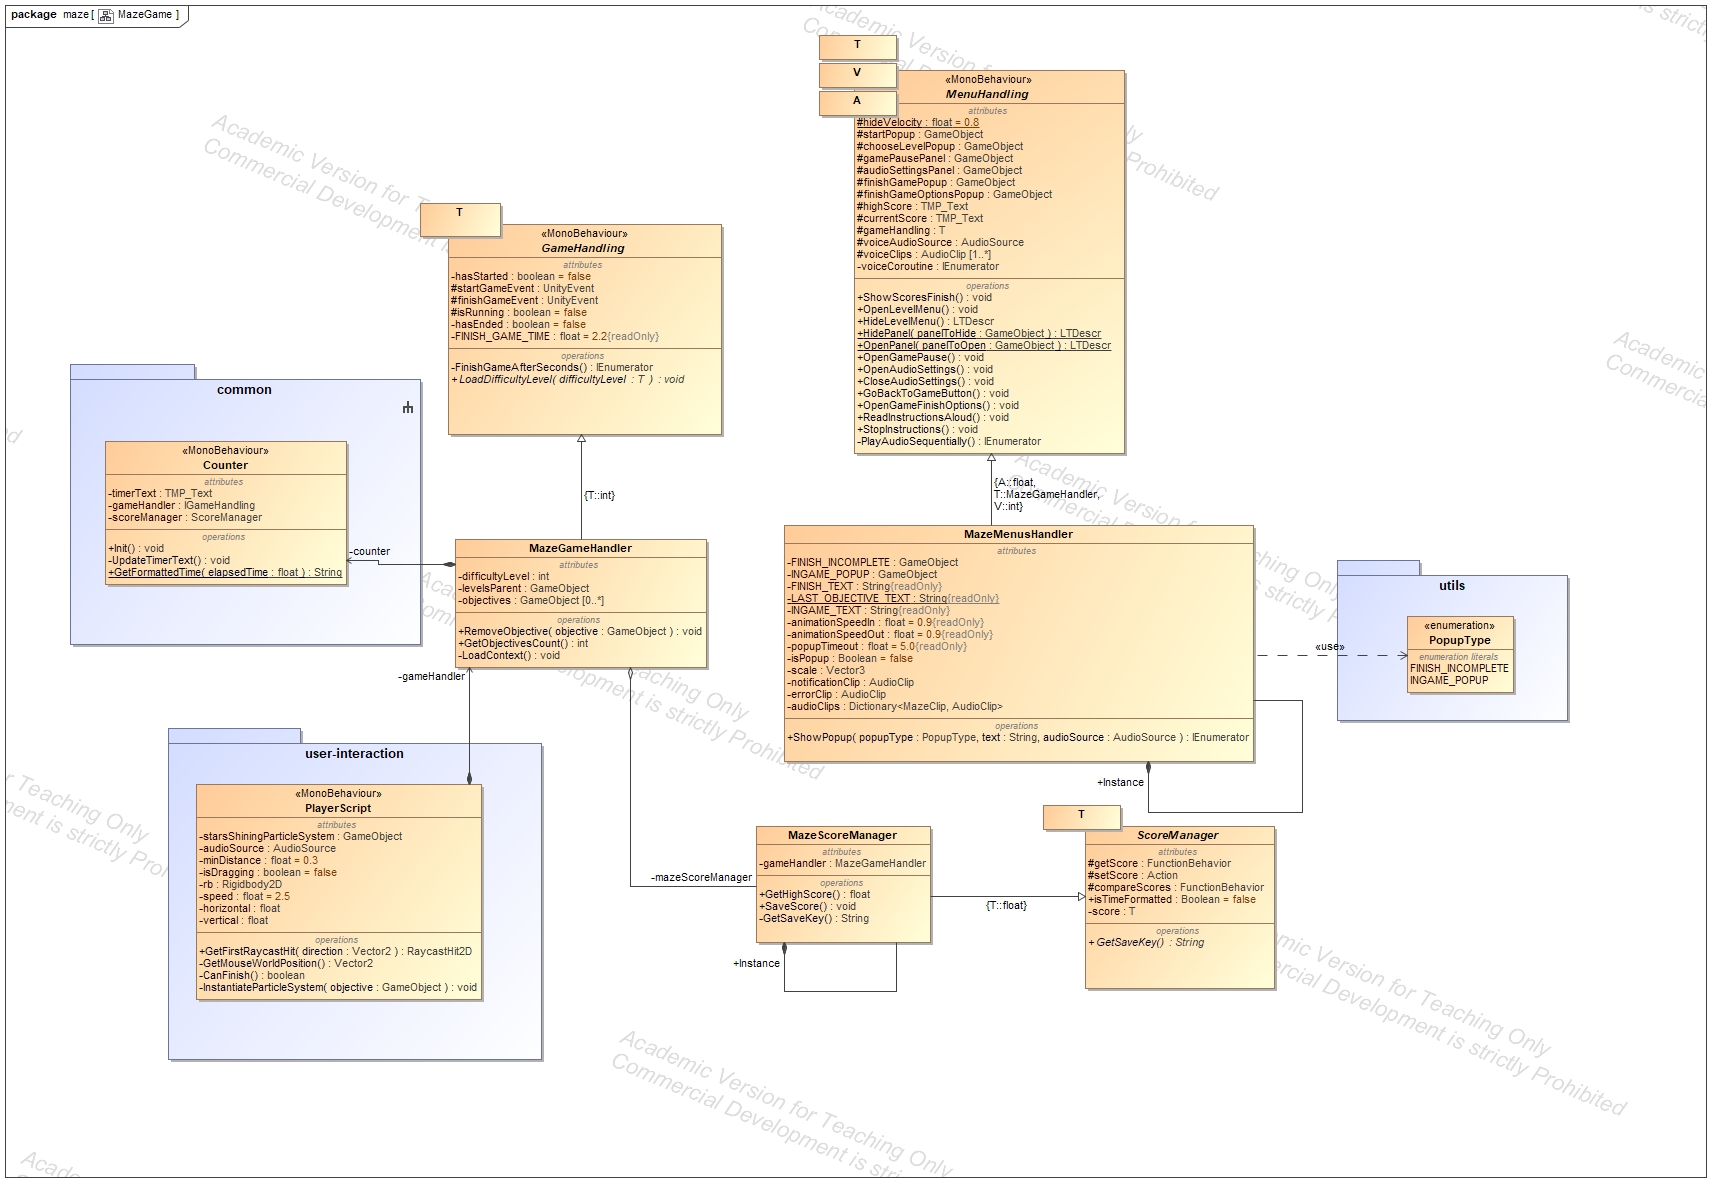 package maze [ MazeGame ]
T
V
A
«MonoBehaviour»
MenuHandling
attributes
#hideVelocity : float = 0.8
#startPopup : GameObject
#chooseLevelPopup : GameObject
#gamePausePanel : GameObject
#audioSettingsPanel : GameObject
#finishGamePopup : GameObject
#finishGameOptionsPopup : GameObject
#highScore : TMP_Text
#currentScore : TMP_Text
#gameHandling : T
#voiceAudioSource : AudioSource
#voiceClips : AudioClip [1..*]
-voiceCoroutine : IEnumerator
operations
+ShowScoresFinish() : void
+OpenLevelMenu() : void
+HideLevelMenu() : LTDescr
+HidePanel( panelToHide : GameObject ) : LTDescr
+OpenPanel( panelToOpen : GameObject ) : LTDescr
+OpenGamePause() : void
+OpenAudioSettings() : void
+CloseAudioSettings() : void
+GoBackToGameButton() : void
+OpenGameFinishOptions() : void
+ReadInstructionsAloud() : void
+StopInstructions() : void
-PlayAudioSequentially() : IEnumerator
T
«MonoBehaviour»
GameHandling
attributes
-hasStarted : boolean = false
#startGameEvent : UnityEvent
#finishGameEvent : UnityEvent
#isRunning : boolean = false
-hasEnded : boolean = false
-FINISH_GAME_TIME : float = 2.2{readOnly}
operations
-FinishGameAfterSeconds() : IEnumerator
+LoadDifficultyLevel( difficultyLevel : T ) : void
common
«MonoBehaviour»
Counter
attributes
-timerText : TMP_Text
-gameHandler : IGameHandling
-scoreManager : ScoreManager
operations
+Init() : void
-UpdateTimerText() : void
+GetFormattedTime( elapsedTime : float ) : String
-counter
{T::int}
{A::float,
T::MazeGameHandler,
V::int}
MazeGameHandler
attributes
-difficultyLevel : int
-levelsParent : GameObject
-objectives : GameObject [0..*]
operations
+RemoveObjective( objective : GameObject ) : void
+GetObjectivesCount() : int
-LoadContext() : void
-gameHandler
MazeMenusHandler
attributes
-FINISH_INCOMPLETE : GameObject
-INGAME_POPUP : GameObject
-FINISH_TEXT : String{readOnly}
-LAST_OBJECTIVE_TEXT : String{readOnly}
-INGAME_TEXT : String{readOnly}
-animationSpeedIn : float = 0.9{readOnly}
-animationSpeedOut : float = 0.9{readOnly}
-popupTimeout : float = 5.0{readOnly}
-isPopup : Boolean = false
-scale : Vector3
-notificationClip : AudioClip
-errorClip : AudioClip
-audioClips : Dictionary<MazeClip, AudioClip>
operations
+ShowPopup( popupType : PopupType, text : String, audioSource : AudioSource ) : IEnumerator
+Instance
«use»
utils
«enumeration»
PopupType
enumeration literals
FINISH_INCOMPLETE
INGAME_POPUP
user-interaction
«MonoBehaviour»
PlayerScript
attributes
-starsShiningParticleSystem : GameObject
-audioSource : AudioSource
-minDistance : float = 0.3
-isDragging : boolean = false
-rb : Rigidbody2D
-speed : float = 2.5
-horizontal : float
-vertical : float
operations
+GetFirstRaycastHit( direction : Vector2 ) : RaycastHit2D
-GetMouseWorldPosition() : Vector2
-CanFinish() : boolean
-InstantiateParticleSystem( objective : GameObject ) : void
-mazeScoreManager
MazeScoreManager
attributes
-gameHandler : MazeGameHandler
operations
+GetHighScore() : float
+SaveScore() : void
-GetSaveKey() : String
+Instance
{T::float}
T
ScoreManager
attributes
#getScore : FunctionBehavior
#setScore : Action
#compareScores : FunctionBehavior
+isTimeFormatted : Boolean = false
-score : T
operations
+GetSaveKey() : String
Academic Version for Teaching Only
Commercial Development is strictly Prohibited